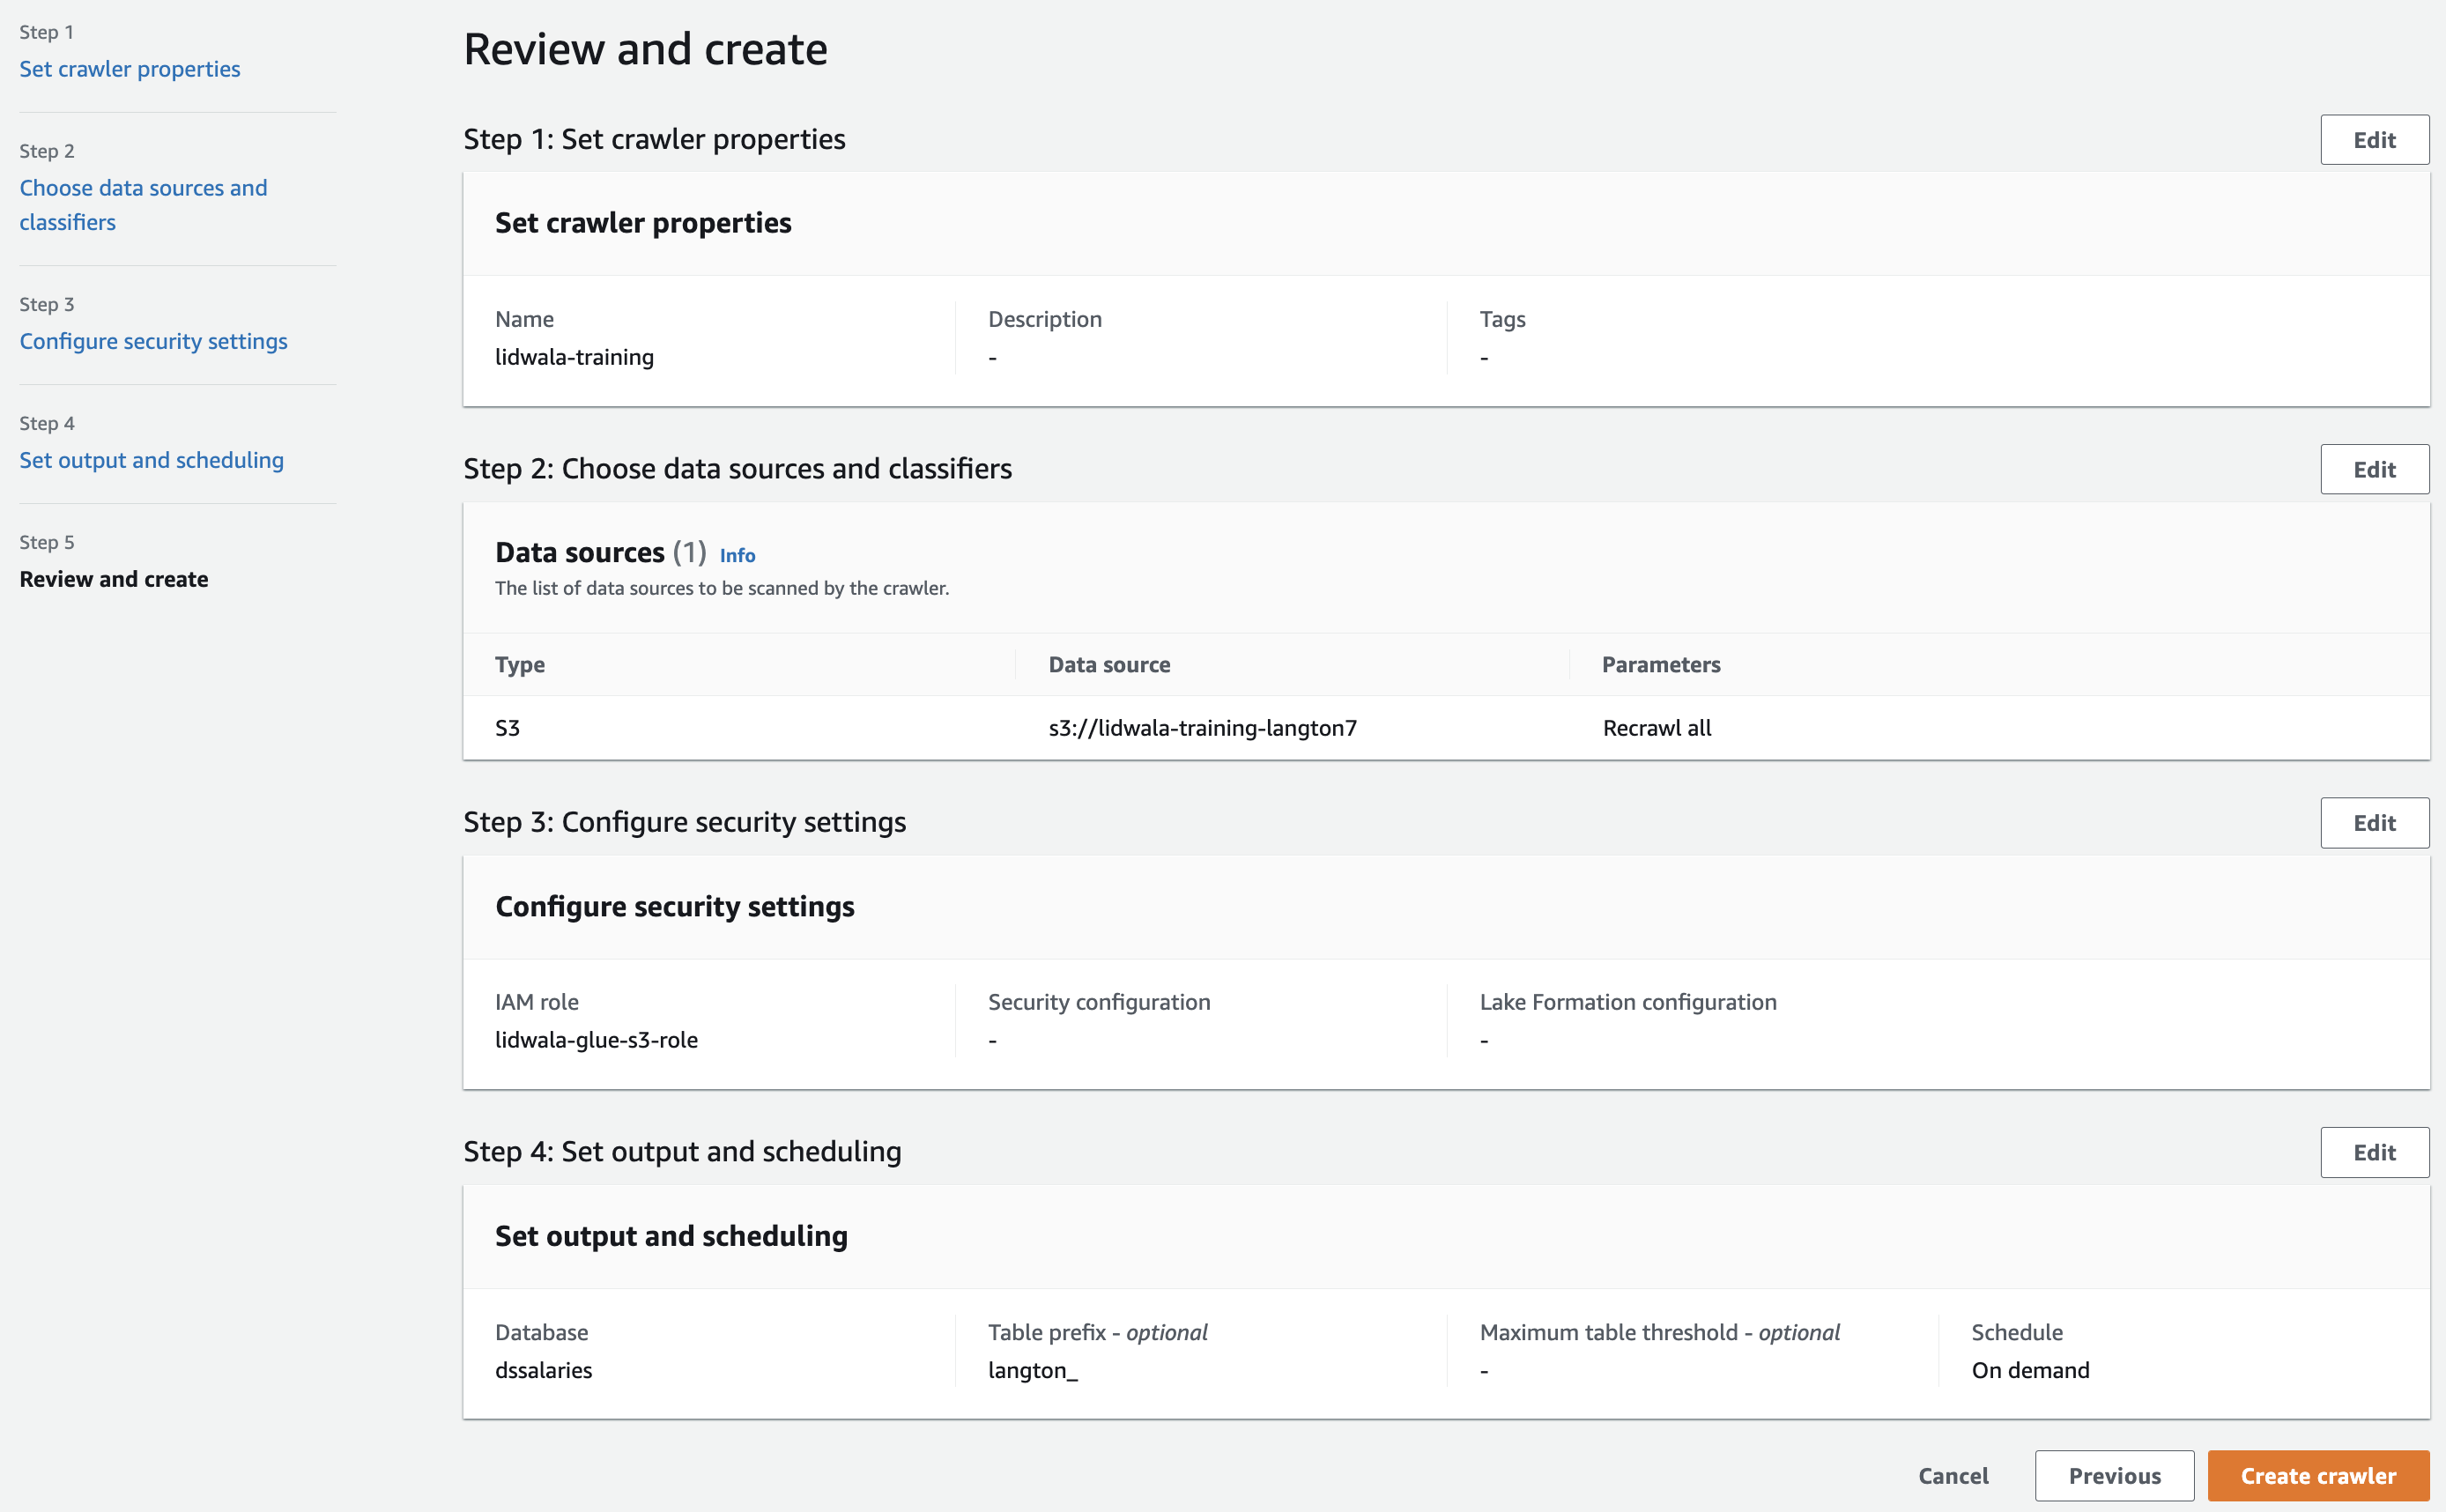 Step 1
Set crawler properties
Step 2
Choose data sources and
classifiers
Step 3
Configure security settings
Step 4
Set output and scheduling
Step 5
Review and create
Review and create
Step 1: Set crawler properties
Edit
Set crawler properties
Name
Description
Tags
lidwala-training
-
-
Step 2: Choose data sources and classifiers
Edit
Data sources (1) Info
The list of data sources to be scanned by the crawler.
Type
Data source
Parameters
S3
s3://lidwala-training-langton7
Recrawl all
Step 3: Configure security settings
Edit
Configure security settings
IAM role
Security configuration
Lake Formation configuration
lidwala-glue-s3-role
-
-
Step 4: Set output and scheduling
Edit
Set output and scheduling
Database
Table prefix - optional
Maximum table threshold - optional
Schedule
dssalaries
langton_
-
On demand
Cancel
Previous
Create crawler